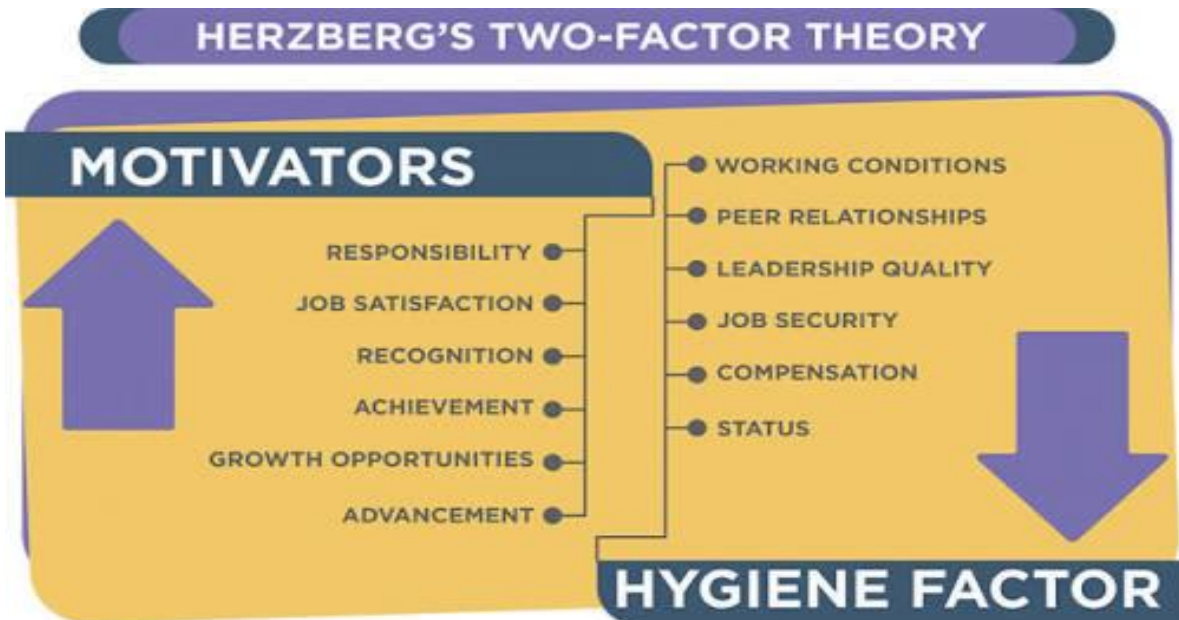 HERZBERG'S TWO-FACTOR THEORY
MOTIVATORS
RESPONSIBILITY
JOB SATISFACTION
RECOGNITION
ACHIEVEMENT
GROWTH OPPORTUNITIES
ADVANCEMENT
WORKING CONDITIONS
PEER RELATIONSHIPS
LEADERSHIP QUALITY
JOB SECURITY
COMPENSATION
STATUS
HYGIENE FACTOR